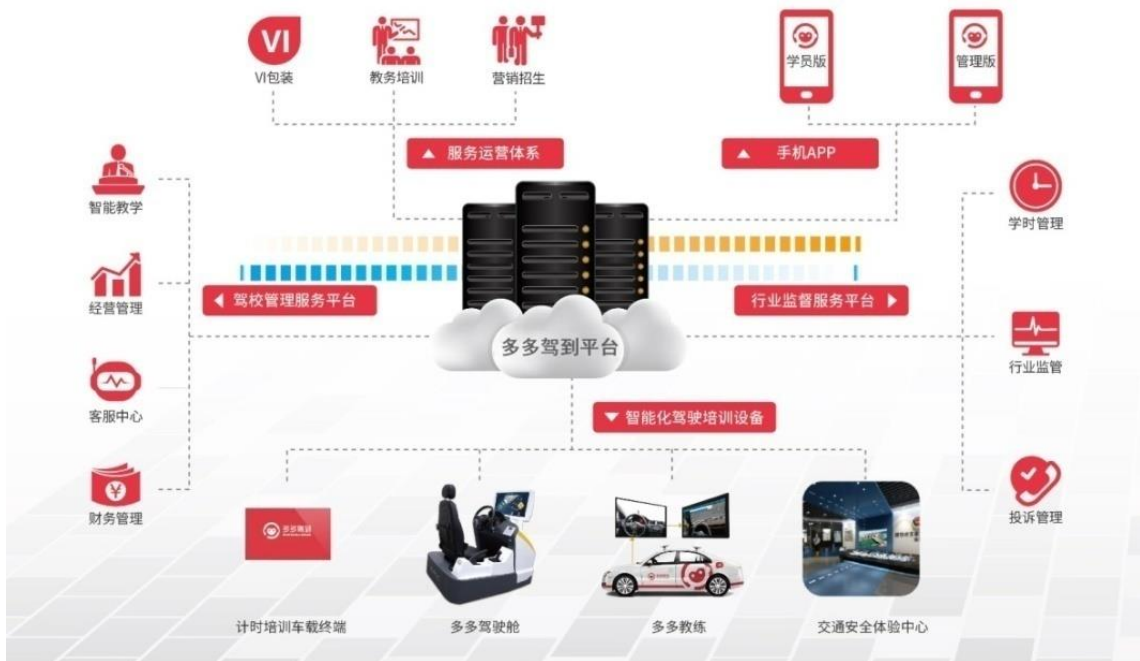 VI
VI包装
教务培训
营销招生
学员版
管理版
服务运营体系
手机APP
智能教学
经营管理
客服中心
财务管理
驾校管理服务平台
行业监督服务平台
多多驾到平台
学时管理
行业监管
投诉管理
智能化驾驶培训设备
多多驾到
计时培训车载终端
多多驾驶舱
多多教练
交通安全体验中心